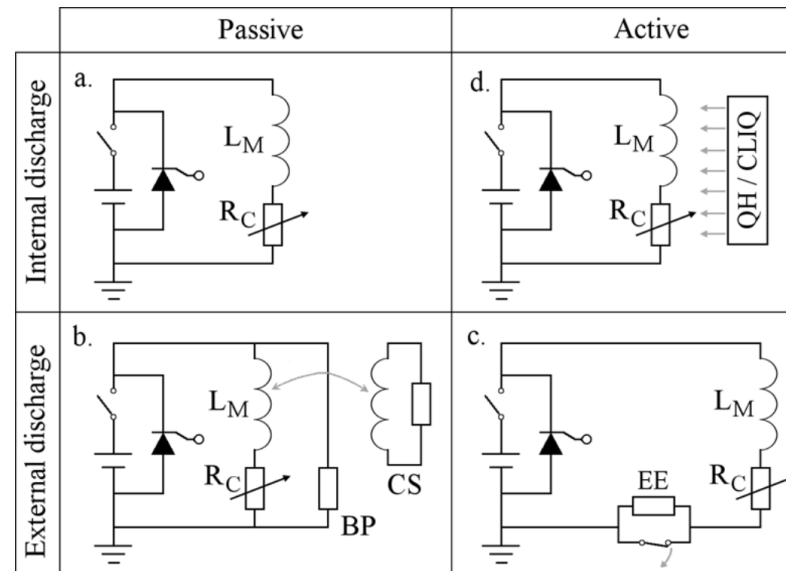 Passive
Active
Internal discharge
a.
L_M
R_C
d.
L_M
R_C
QH / CLIQ
External discharge
b.
L_M
R_C
BP
CS
c.
L_M
R_C
EE